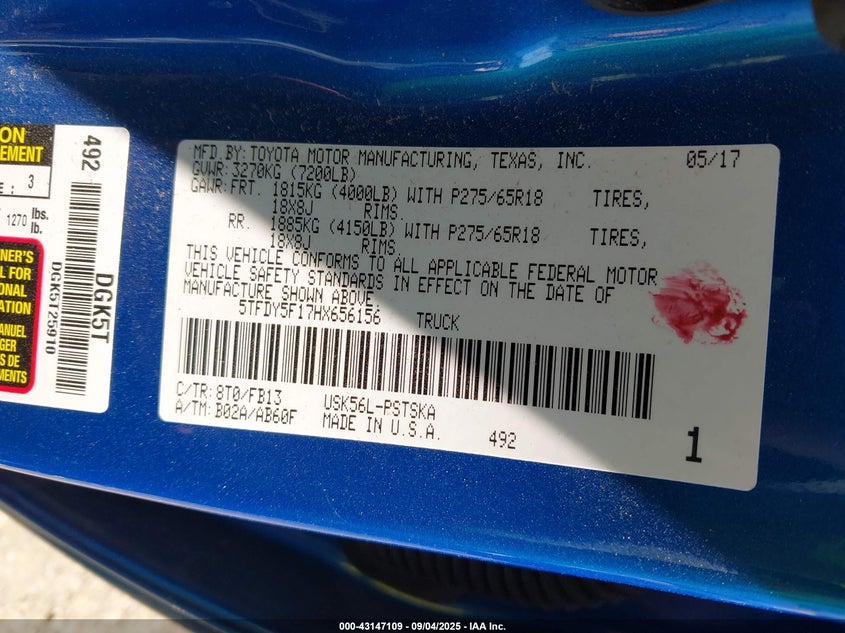 ON
EMENT
E : 3
1270 lbs.
lb.
NER'S
L FOR
ONAL
ATION
MANUEL
GER
S DE
MENTS
492
DGK5T
DGK5T25910
MFD BY: TOYOTA MOTOR MANUFACTURING, TEXAS, INC. 05/17
GVWR: 3270KG (7200LB)
GAWR: FRT. 1815KG (4000LB) WITH P275/65R18 TIRES,
18X8J RIMS.
RR. 1885KG (4150LB) WITH P275/65R18 TIRES,
18X8J RIMS
THIS VEHICLE CONFORMS TO ALL APPLICABLE FEDERAL MOTOR
VEHICLE SAFETY STANDARDS IN EFFECT ON THE DATE OF
MANUFACTURE SHOWN ABOVE
5TFDY5F17HX656156 TRUCK
C/TR: 8T0/FB13 USK56L-PSTSKA
A/TM: B02A/AB60F MADE IN U.S.A. 492 1
000-43147109 - 09/04/2025 - IAA Inc.